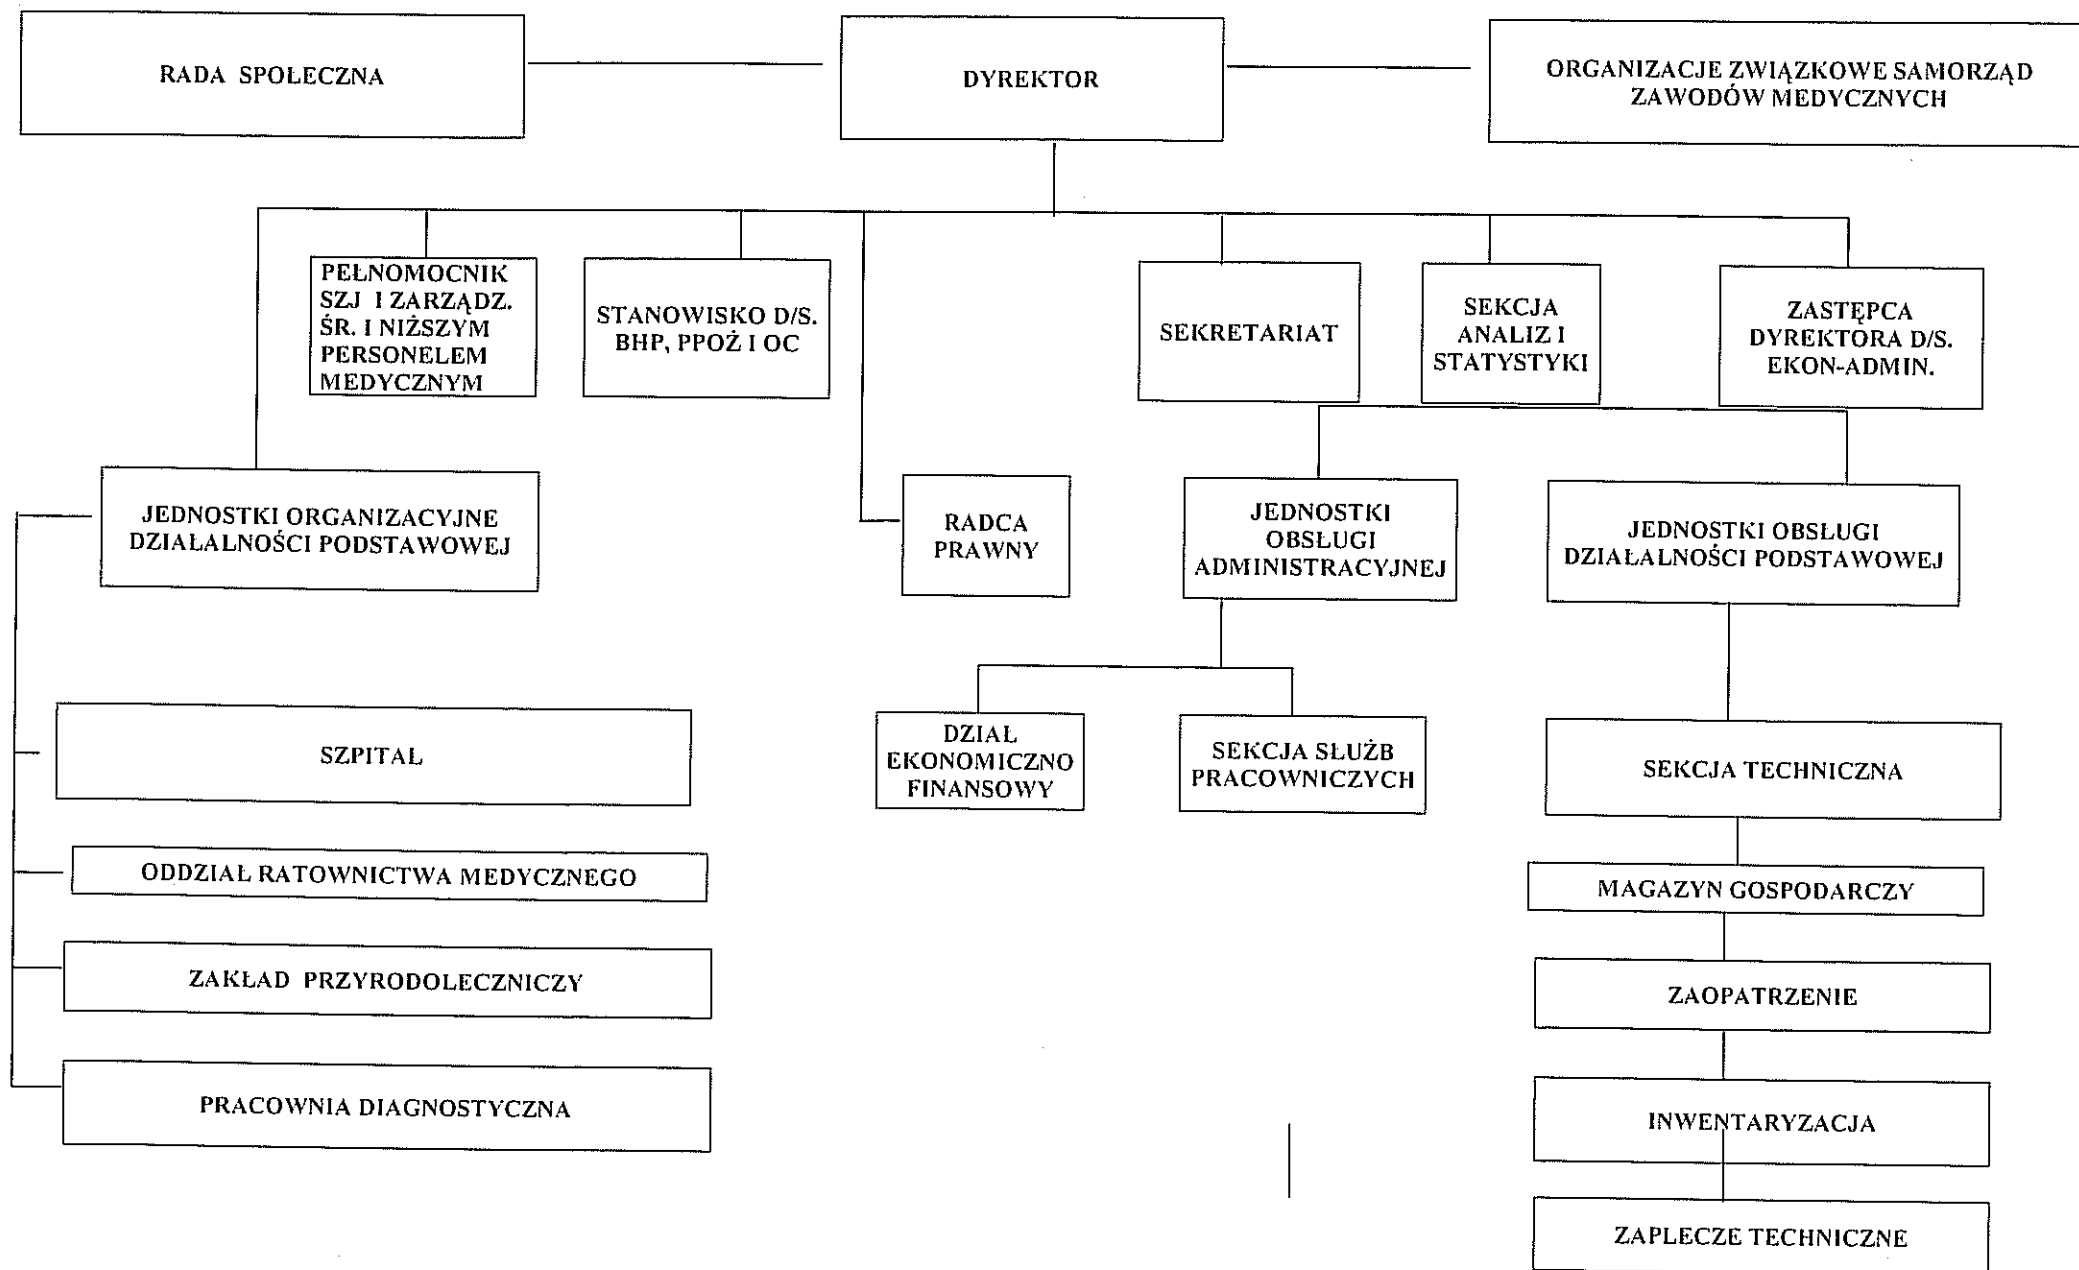 RADA SPOŁECZNA
DYREKTOR
ORGANIZACJE ZWIĄZKOWE SAMORZĄD
ZAWODÓW MEDYCZNYCH
PEŁNOMOCNIK
SZJ I ZARZĄDZ.
ŚR. I NIŻSZYM
PERSONELEM
MEDYCZNYM
STANOWISKO D/S.
BHP, PPOŻ I OC
SEKRETARIAT
SEKCJA
ANALIZ I
STATYSTYKI
ZASTĘPCA
DYREKTORA D/S.
EKON-ADMIN.
JEDNOSTKI ORGANIZACYJNE
DZIAŁALNOŚCI PODSTAWOWEJ
RADCA
PRAWNY
JEDNOSTKI
OBSŁUGI
ADMINISTRACYJNEJ
JEDNOSTKI OBSŁUGI
DZIAŁALNOŚCI PODSTAWOWEJ
SZPITAL
DZIAŁ
EKONOMICZNO
FINANSOWY
SEKCJA SŁUŻB
PRACOWNICZYCH
SEKCJA TECHNICZNA
ODDZIAŁ RATOWNICTWA MEDYCZNEGO
MAGAZYN GOSPODARCZY
ZAKŁAD PRZYRODOLECZNICZY
ZAOPATRZENIE
PRACOWNIA DIAGNOSTYCZNA
INWENTARYZACJA
ZAPLECZE TECHNICZNE